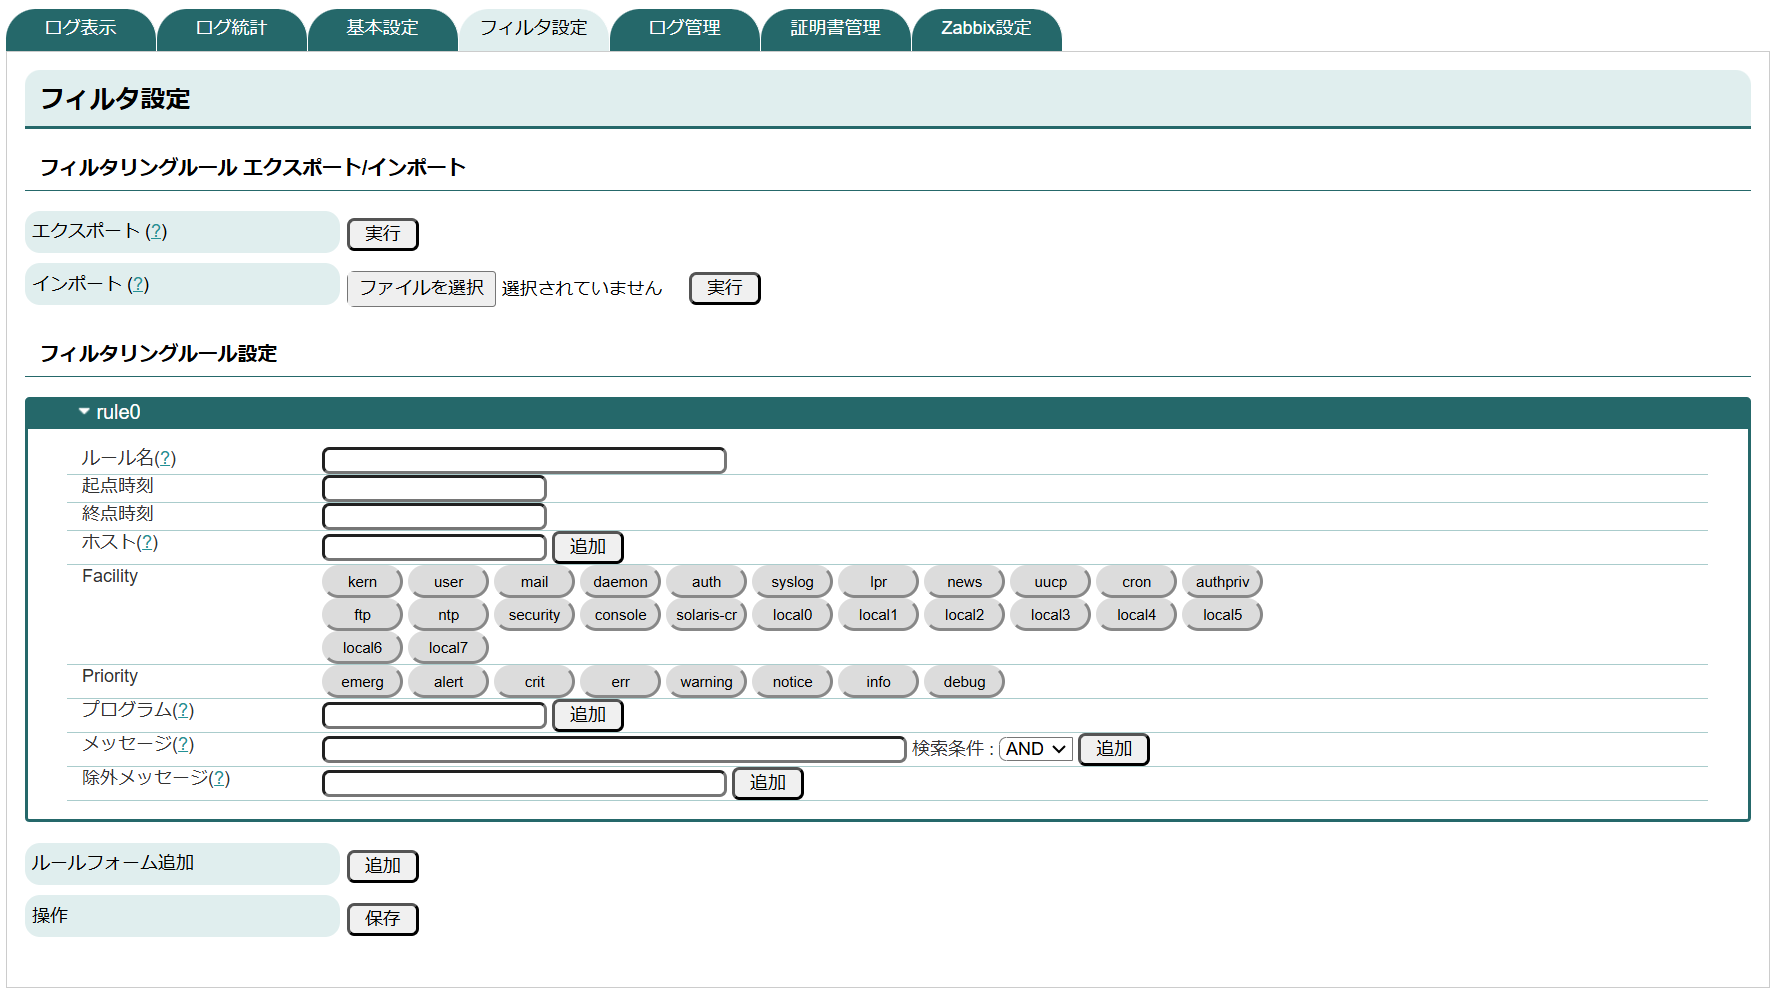 ログ表示 ログ統計 基本設定 フィルタ設定 ログ管理 証明書管理 Zabbix設定
フィルタ設定
フィルタリングルール エクスポート/インポート
エクスポート (?) 実行
インポート (?) ファイルを選択 選択されていません 実行
フィルタリングルール設定
rule0
ルール名(?)
起点時刻
終点時刻
ホスト(?) 追加
Facility kern user mail daemon auth syslog lpr news uucp cron authpriv
ftp ntp security console solaris-cr local0 local1 local2 local3 local4 local5
local6 local7
Priority emerg alert crit err warning notice info debug
プログラム(?) 追加
メッセージ(?) 検索条件 : AND 追加
除外メッセージ(?) 追加
ルールフォーム追加 追加
操作 保存